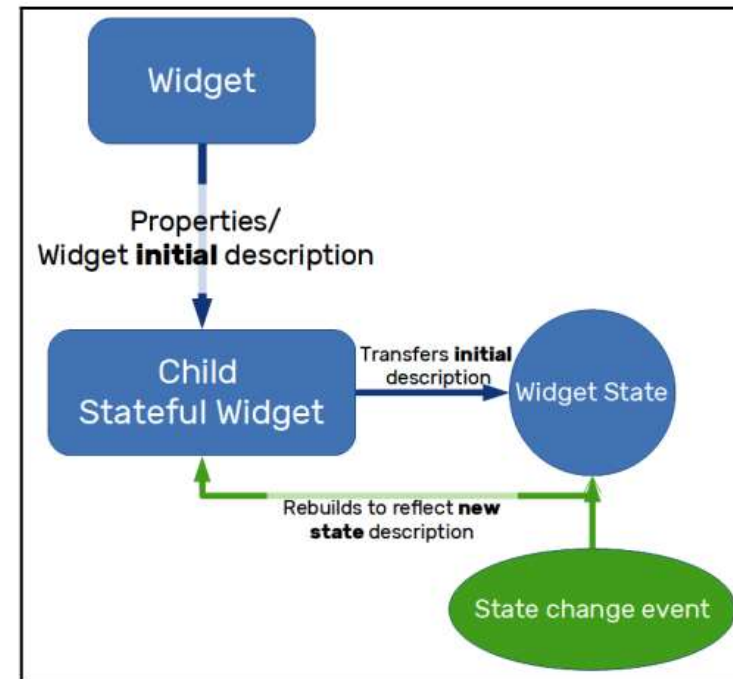 Widget
Properties/
Widget initial description
Child
Stateful Widget
Transfers initial
description
Widget State
Rebuilds to reflect new
state description
State change event